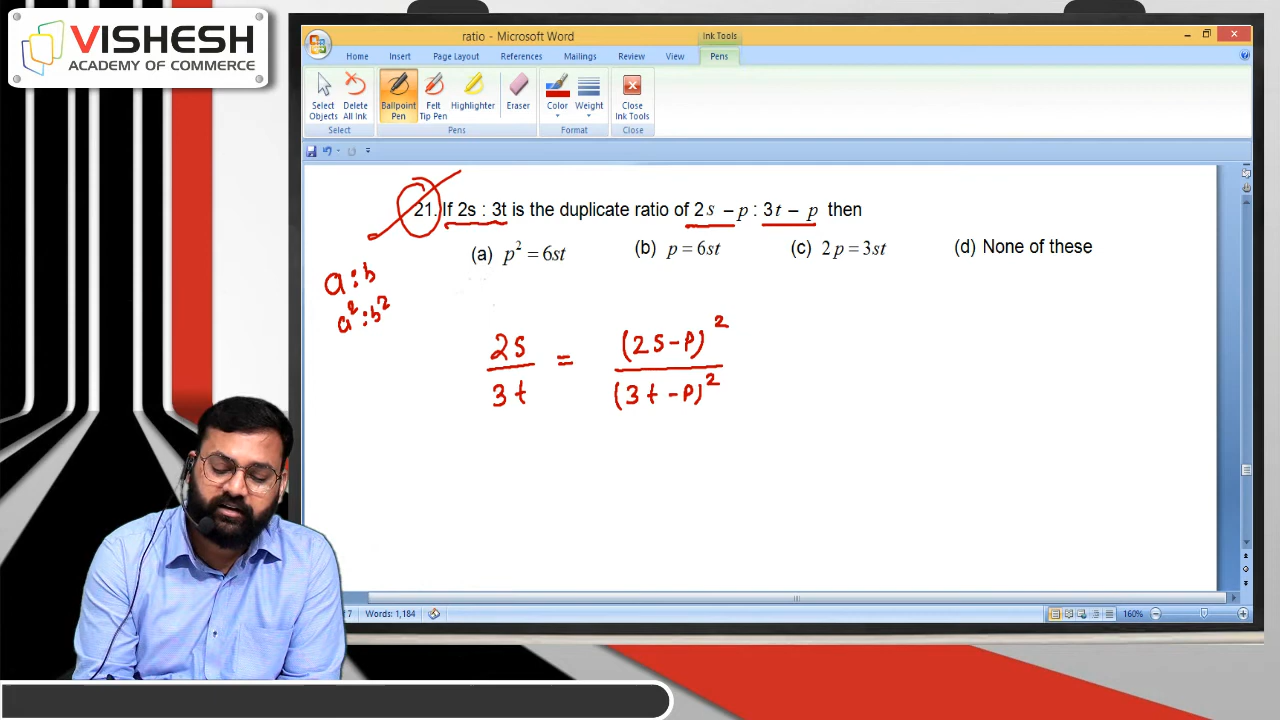 VISHESH
ACADEMY OF COMMERCE
ratio - Microsoft Word
Ink Tools
Home Insert Page Layout References Mailings Review View Pens
Select Objects
Delete All Ink
Ballpoint Pen
Felt Tip Pen
Highlighter
Eraser
Color
Weight
Close Ink Tools
Select Pens Format Close
21. If 2s : 3t is the duplicate ratio of 2s − p : 3t − p then
(a) p² = 6st (b) p = 6st (c) 2p = 3st (d) None of these
a : b
a² : b²
2s/3t = (2s-p)²/(3t-p)²
7 Words: 1,184 160%